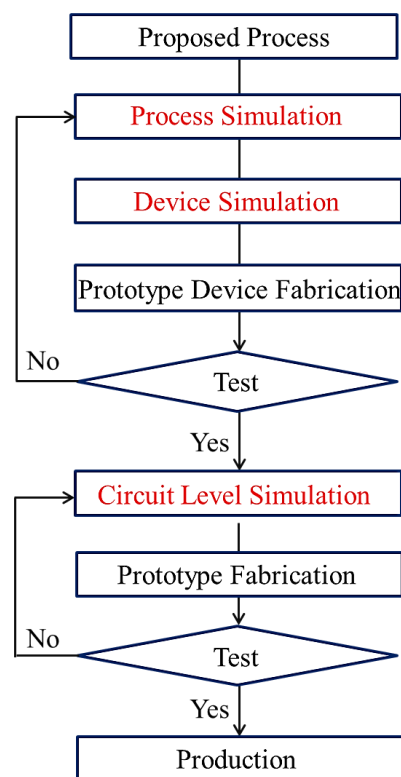 Proposed Process
Process Simulation
Device Simulation
Prototype Device Fabrication
No
Test
Yes
Circuit Level Simulation
Prototype Fabrication
No
Test
Yes
Production